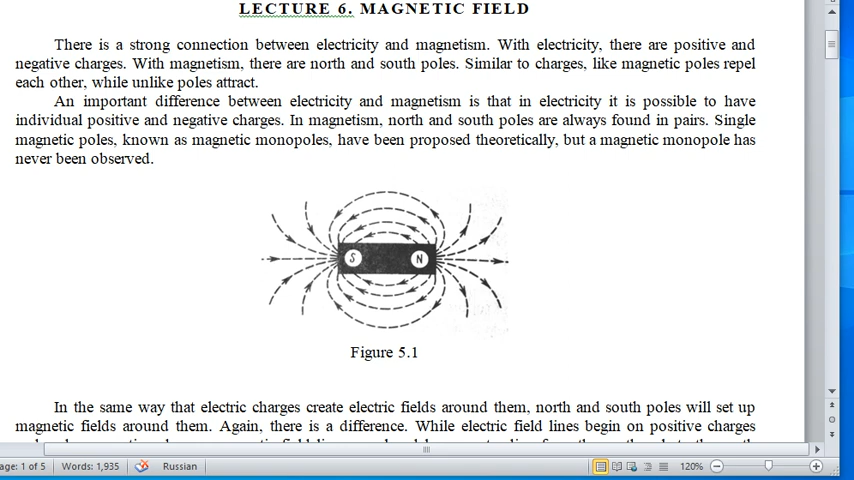 LECTURE 6. MAGNETIC FIELD
There is a strong connection between electricity and magnetism. With electricity, there are positive and
negative charges. With magnetism, there are north and south poles. Similar to charges, like magnetic poles repel
each other, while unlike poles attract.
An important difference between electricity and magnetism is that in electricity it is possible to have
individual positive and negative charges. In magnetism, north and south poles are always found in pairs. Single
magnetic poles, known as magnetic monopoles, have been proposed theoretically, but a magnetic monopole has
never been observed.
S N
Figure 5.1
In the same way that electric charges create electric fields around them, north and south poles will set up
magnetic fields around them. Again, there is a difference. While electric field lines begin on positive charges
age: 1 of 5 Words: 1,935 Russian 120%